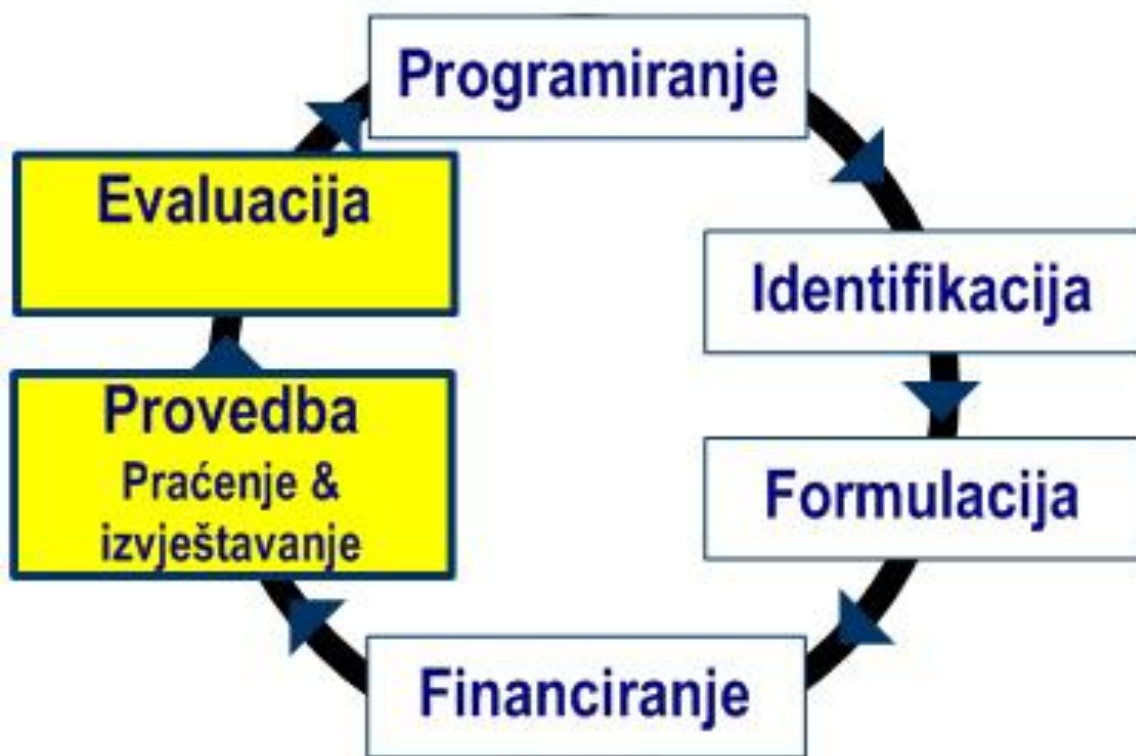 Programiranje
Identifikacija
Formulacija
Financiranje
Provedba
Praćenje &
izvještavanje
Evaluacija